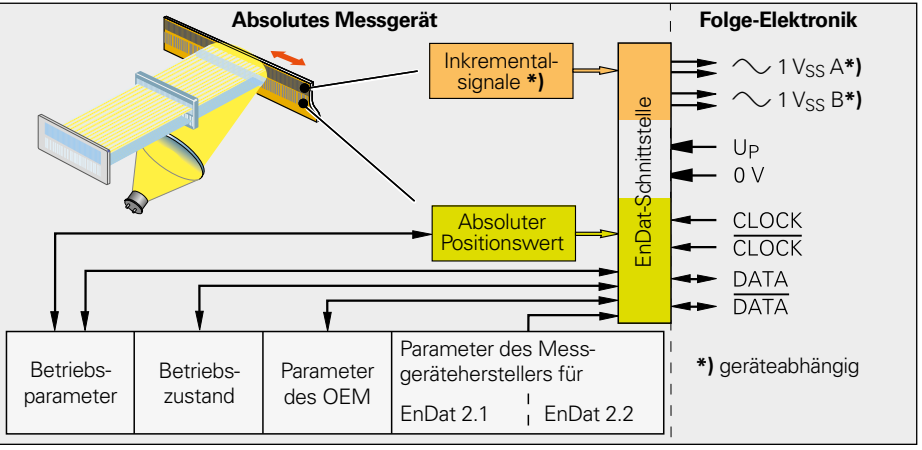 Absolutes Messgerät
Folge-Elektronik
Inkremental-
signale *)
EnDat-Schnittstelle
1 VSS A*)
1 VSS B*)
UP
0 V
Absoluter
Positionswert
CLOCK
CLOCK
DATA
DATA
Betriebs-
parameter
Betriebs-
zustand
Parameter
des OEM
Parameter des Mess-
geräteherstellers für
EnDat 2.1
EnDat 2.2
*) geräteabhängig